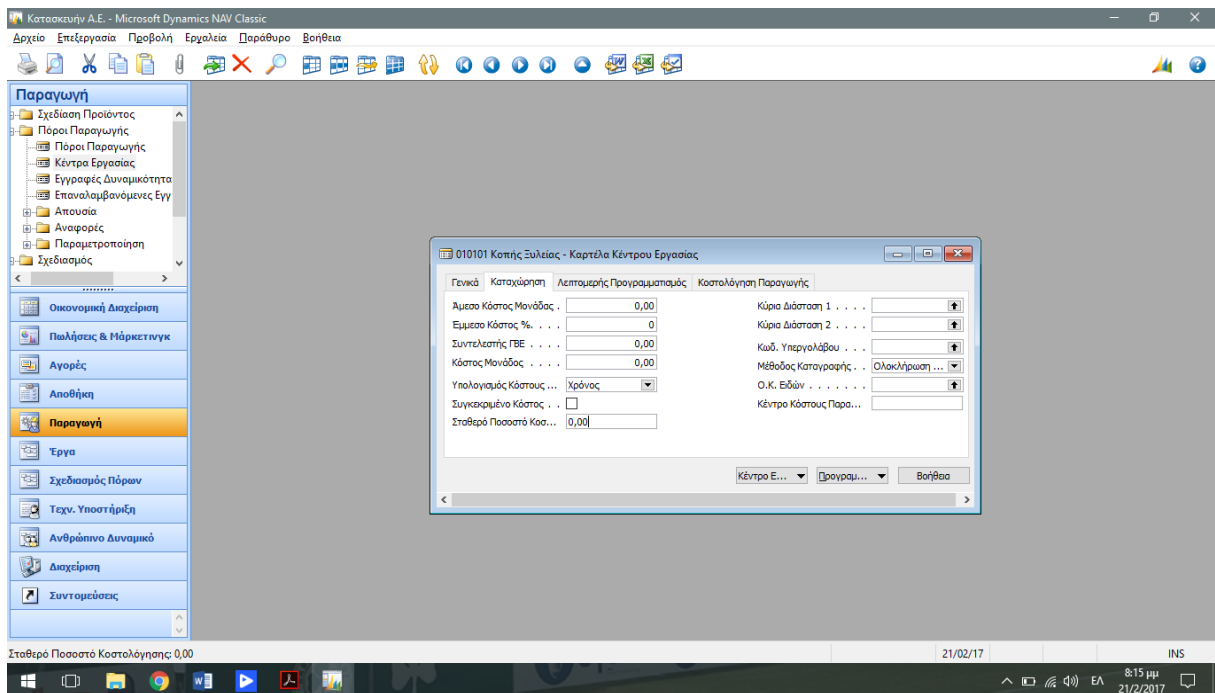 Κατασκευήν Α.Ε. - Microsoft Dynamics NAV Classic
Αρχείο Επεξεργασία Προβολή Εργαλεία Παράθυρο Βοήθεια
Παραγωγή
Σχεδίαση Προϊόντος
Πόροι Παραγωγής
Πόροι Παραγωγής
Κέντρα Εργασίας
Εγγραφές Δυναμικότητα
Επαναλαμβανόμενες Εγγ
Απουσία
Αναφορές
Παραμετροποίηση
Σχεδιασμός
Οικονομική Διαχείριση
Πωλήσεις & Μάρκετινγκ
Αγορές
Αποθήκη
Παραγωγή
Έργα
Σχεδιασμός Πόρων
Τεχν. Υποστήριξη
Ανθρώπινο Δυναμικό
Διαχείριση
Συντομεύσεις
010101 Κοπής Ξυλείας - Καρτέλα Κέντρου Εργασίας
Γενικά Καταχώρηση Λεπτομερής Προγραμματισμός Κοστολόγηση Παραγωγής
Άμεσο Κόστος Μονάδας . 0,00 Κύρια Διάσταση 1 . . . .
Έμμεσο Κόστος %. . . . 0 Κύρια Διάσταση 2 . . . .
Συντελεστής ΓΒΕ . . . . 0,00 Κωδ. Υπεργολάβου . . .
Κόστος Μονάδος . . . . 0,00 Μέθοδος Καταγραφής . . Ολοκλήρωση ...
Υπολογισμός Κόστους ... Χρόνος Ο.Κ. Ειδών . . . . . . .
Συγκεκριμένο Κόστος . . Κέντρο Κόστους Παρα...
Σταθερό Ποσοστό Κοσ... 0,00
Κέντρο Ε... Προγραμ... Βοήθεια
Σταθερό Ποσοστό Κοστολόγησης: 0,00 21/02/17 INS
ΕΛ 8:15 μμ
21/2/2017